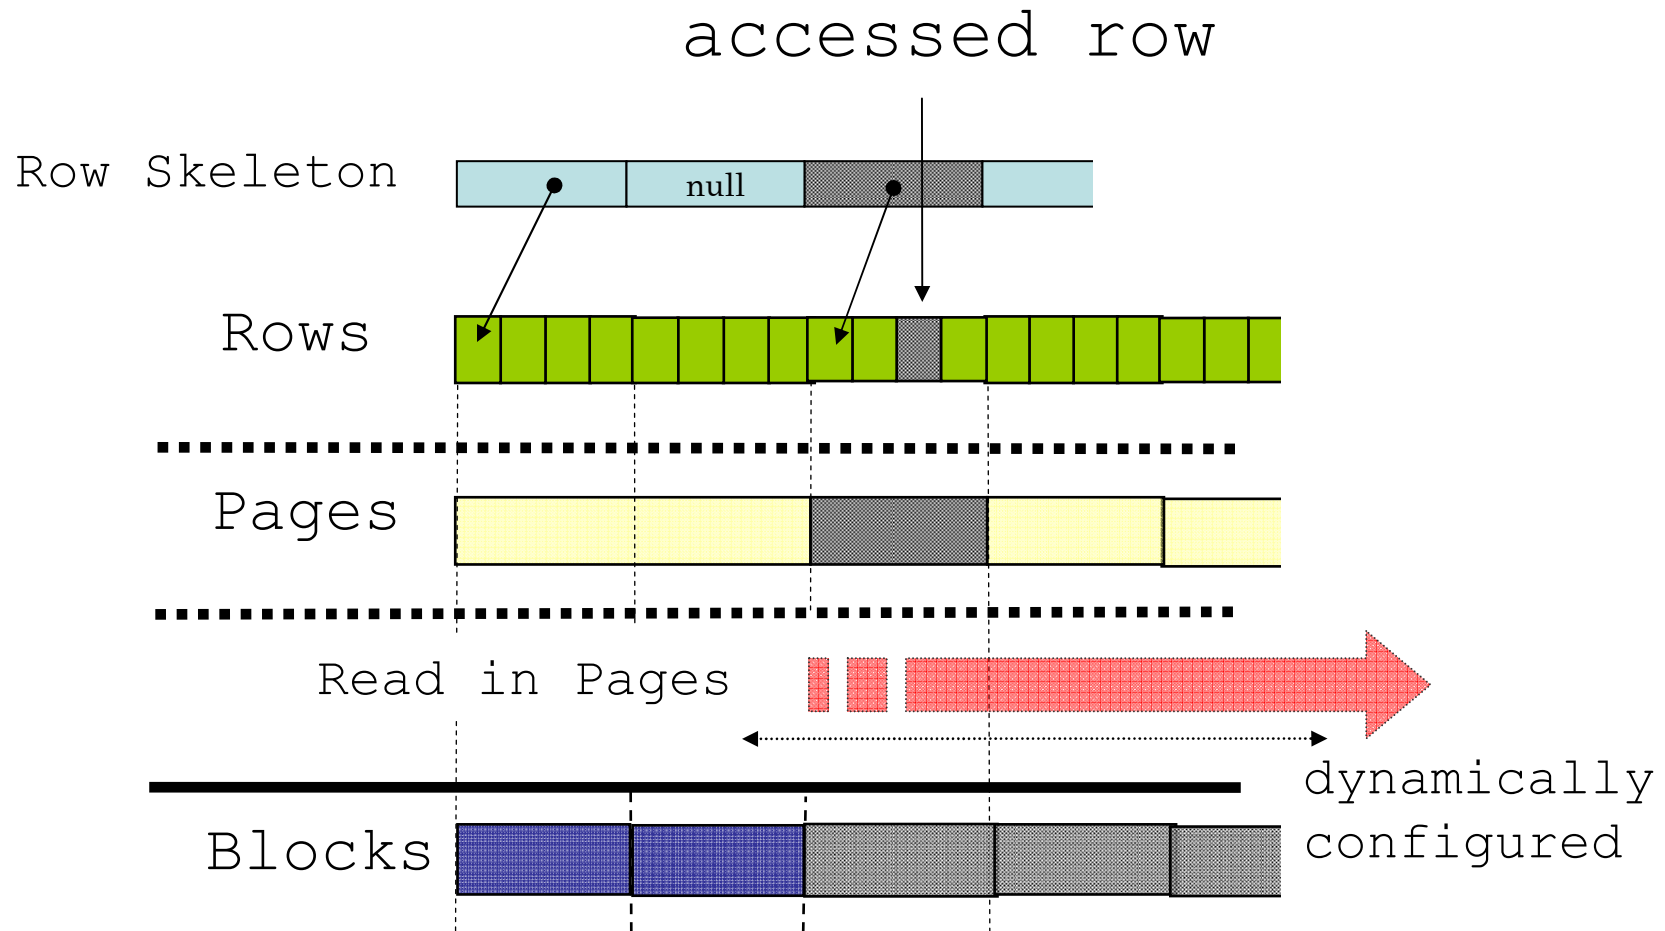 accessed row
Row Skeleton
null
Rows
Pages
Read in Pages
dynamically
configured
Blocks